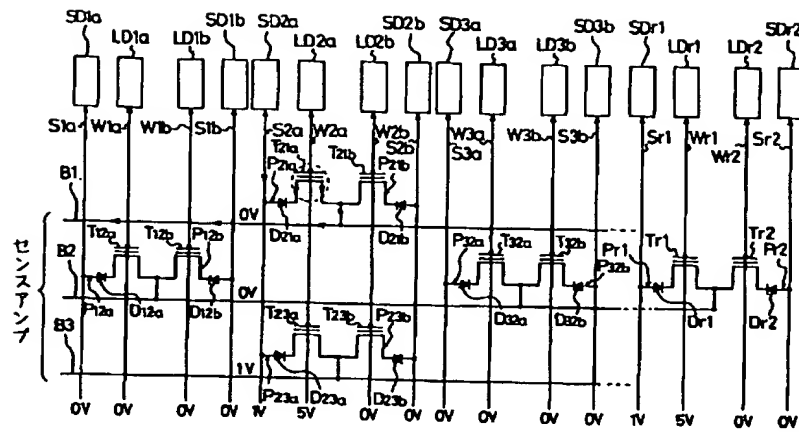 SD1a LD1a LD1b SD1b SD2a LD2a LD2b SD2b SD3a LD3a LD3b SD3b SDr1 LDr1 LDr2 SDr2
S1a W1a W1b S1b S2a W2a W2b S2b W3a S3a W3b S3b Sr1 Wr1 Wr2 Sr2
T21a T21b
B1 P21a P21b
0V
D21a D21b
T12a T12b P12b P32a T32a T32b Pr1 Tr1 Tr2 Pr2
センスアンプ
B2 0V P32b
P12a D12a D12b T23a T23b P23b D32a D32b Dr1 Dr2
B3
1V
P23a D23a D23b
0V 0V 0V 0V 1V 5V 0V 0V 0V 0V 0V 0V 1V 5V 0V 0V